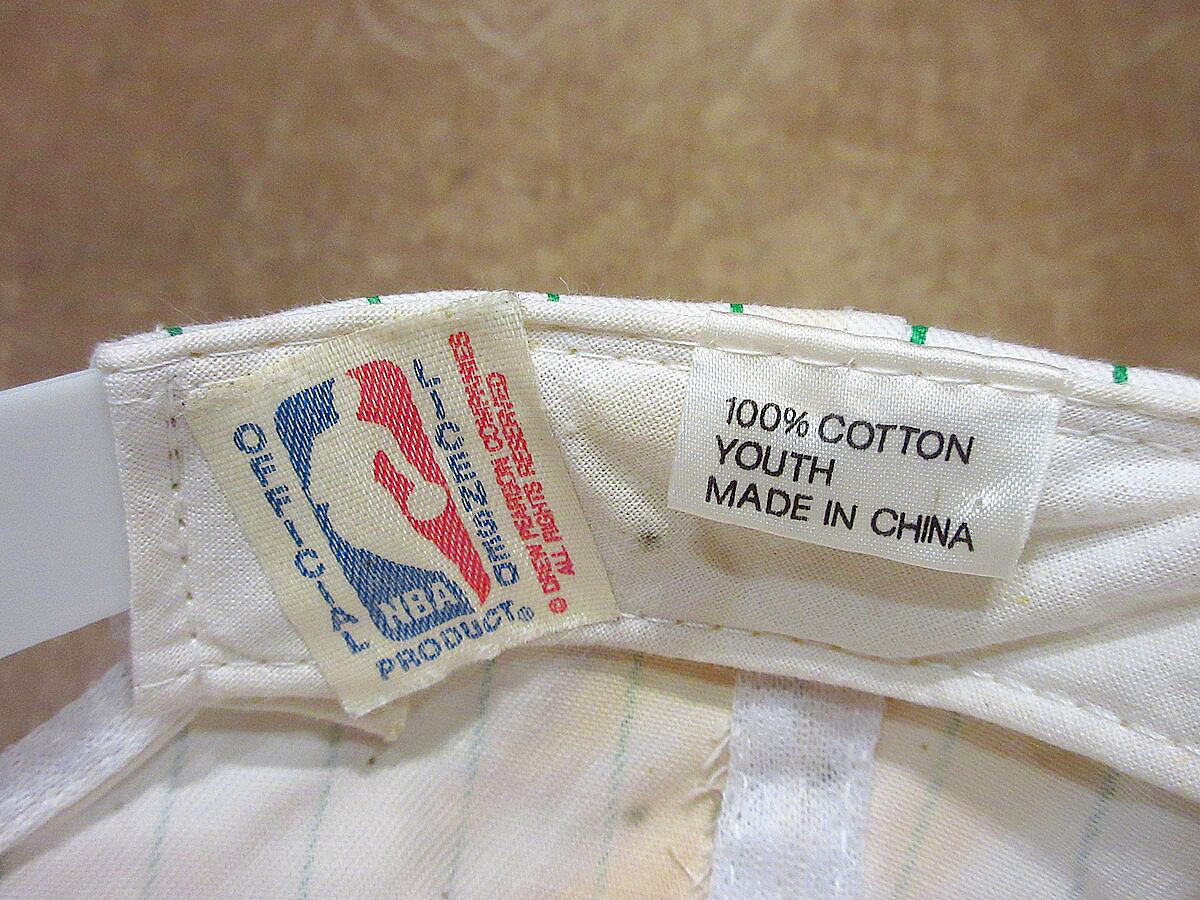 OFFICIAL
LICENSED
PRODUCT®
NBA
© DREW PEARSON COMPANIES
ALL RIGHTS RESERVED
100% COTTON
YOUTH
MADE IN CHINA